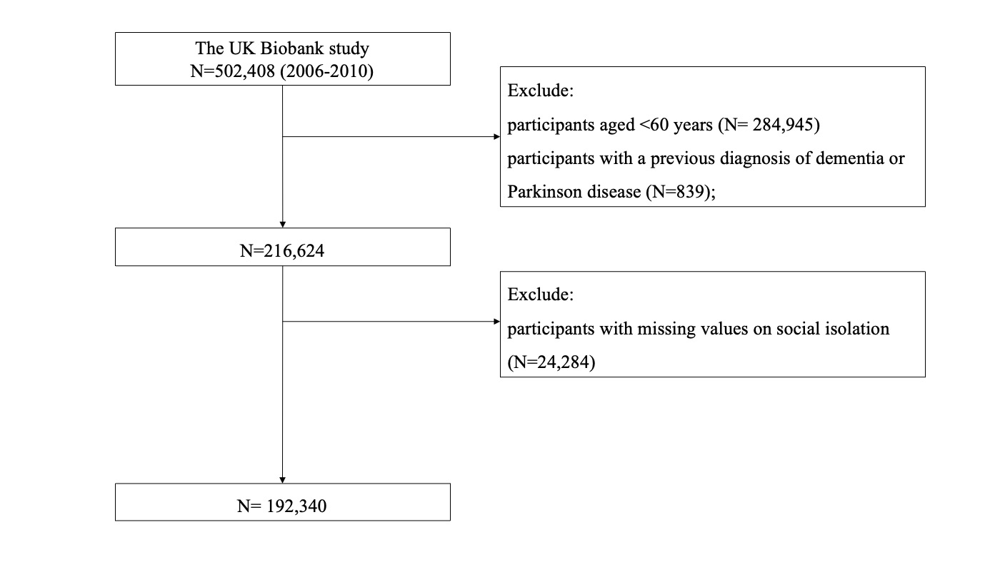 The UK Biobank study
N=502,408 (2006-2010)
Exclude:
participants aged <60 years (N= 284,945)
participants with a previous diagnosis of dementia or
Parkinson disease (N=839);
N=216,624
Exclude:
participants with missing values on social isolation
(N=24,284)
N= 192,340